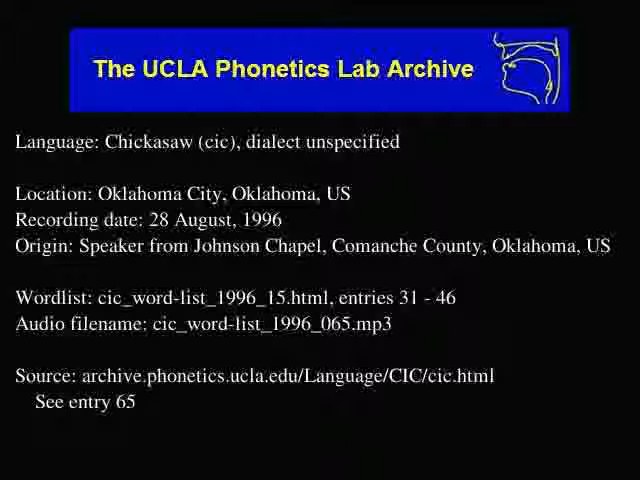 The UCLA Phonetics Lab Archive
Language: Chickasaw (cic), dialect unspecified
Location: Oklahoma City, Oklahoma, US
Recording date: 28 August, 1996
Origin: Speaker from Johnson Chapel, Comanche County, Oklahoma, US
Wordlist: cic_word-list_1996_15.html, entries 31 - 46
Audio filename: cic_word-list_1996_065.mp3
Source: archive.phonetics.ucla.edu/Language/CIC/cic.html
See entry 65